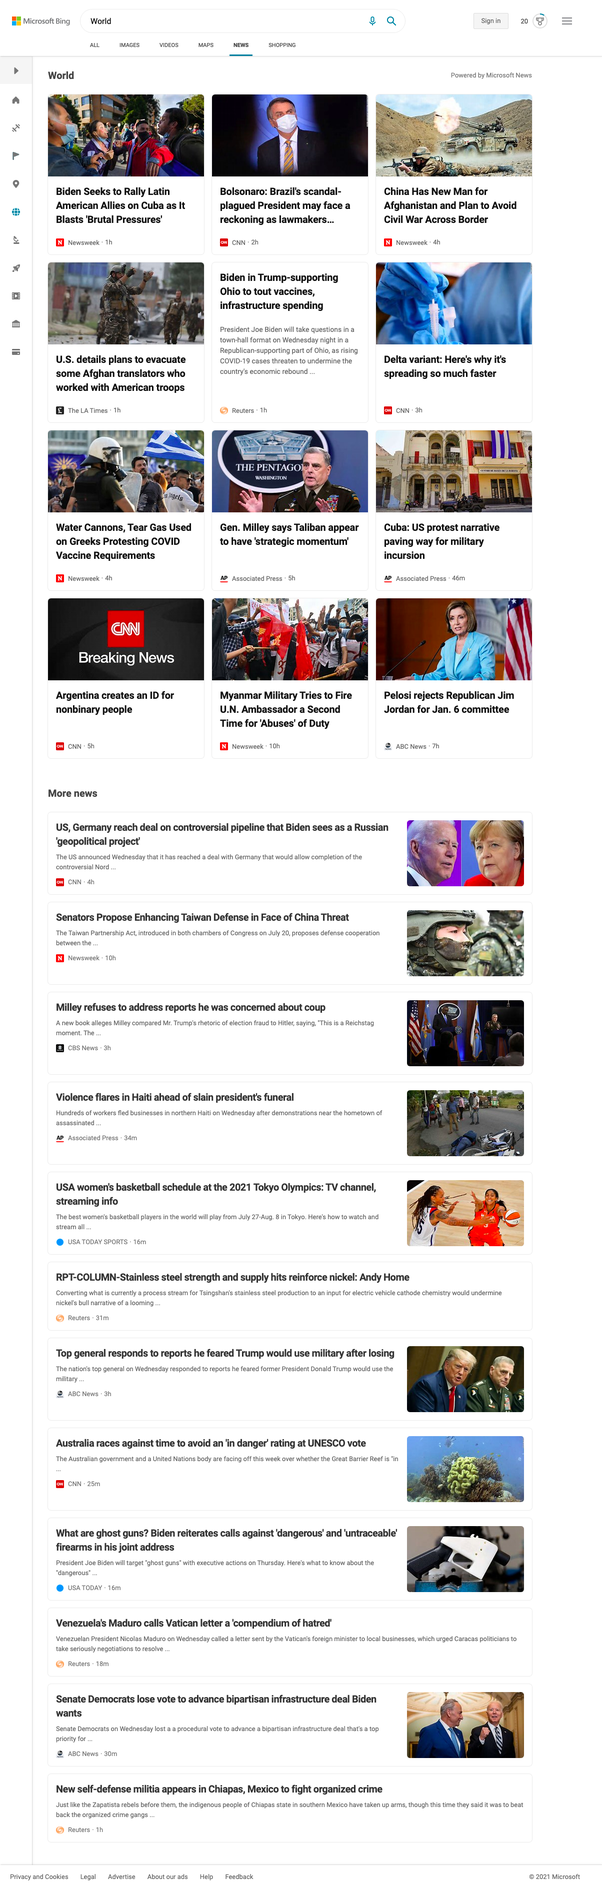 Microsoft Bing
World
Sign in
20
ALL
IMAGES
VIDEOS
MAPS
NEWS
SHOPPING
World
Powered by Microsoft News
Biden Seeks to Rally Latin
American Allies on Cuba as It
Blasts 'Brutal Pressures'
Newsweek · 1h
Bolsonaro: Brazil's scandal-
plagued President may face a
reckoning as lawmakers...
CNN · 2h
China Has New Man for
Afghanistan and Plan to Avoid
Civil War Across Border
Newsweek · 4h
U.S. details plans to evacuate
some Afghan translators who
worked with American troops
The LA Times · 1h
Biden in Trump-supporting
Ohio to tout vaccines,
infrastructure spending
President Joe Biden will take questions in a
town-hall format on Wednesday night in a
Republican-supporting part of Ohio, as rising
COVID-19 cases threaten to undermine the
country's economic rebound ...
Reuters · 1h
Delta variant: Here's why it's
spreading so much faster
CNN · 3h
THE PENTAGON
WASHINGTON
Water Cannons, Tear Gas Used
on Greeks Protesting COVID
Vaccine Requirements
Newsweek · 4h
Gen. Milley says Taliban appear
to have 'strategic momentum'
AP Associated Press · 5h
Cuba: US protest narrative
paving way for military
incursion
AP Associated Press · 46m
CNN
Breaking News
Argentina creates an ID for
nonbinary people
CNN · 5h
Myanmar Military Tries to Fire
U.N. Ambassador a Second
Time for 'Abuses' of Duty
Newsweek · 10h
Pelosi rejects Republican Jim
Jordan for Jan. 6 committee
ABC News · 7h
More news
US, Germany reach deal on controversial pipeline that Biden sees as a Russian
'geopolitical project'
The US announced Wednesday that it has reached a deal with Germany that would allow completion of the
controversial Nord ...
CNN · 4h
Senators Propose Enhancing Taiwan Defense in Face of China Threat
The Taiwan Partnership Act, introduced in both chambers of Congress on July 20, proposes defense cooperation
between the ...
Newsweek · 10h
Milley refuses to address reports he was concerned about coup
A new book alleges Milley compared Mr. Trump's rhetoric of election fraud to Hitler, saying, "This is a Reichstag
moment. The ...
CBS News · 3h
Violence flares in Haiti ahead of slain president's funeral
Hundreds of workers fled businesses in northern Haiti on Wednesday after demonstrations near the hometown of
assassinated ...
AP Associated Press · 34m
USA women's basketball schedule at the 2021 Tokyo Olympics: TV channel,
streaming info
The best women's basketball players in the world will play from July 27-Aug. 8 in Tokyo. Here's how to watch and
stream all ...
USA TODAY SPORTS · 16m
RPT-COLUMN-Stainless steel strength and supply hits reinforce nickel: Andy Home
Converting what is currently a process stream for Tsingshan's stainless steel production to an input for electric vehicle cathode chemistry would undermine
nickel's bull narrative of a looming ...
Reuters · 31m
Top general responds to reports he feared Trump would use military after losing
The nation's top general on Wednesday responded to reports he feared former President Donald Trump would use the
military ...
ABC News · 3h
Australia races against time to avoid an 'in danger' rating at UNESCO vote
The Australian government and a United Nations body are facing off this week over whether the Great Barrier Reef is "in
...
CNN · 25m
What are ghost guns? Biden reiterates calls against 'dangerous' and 'untraceable'
firearms in his joint address
President Joe Biden will target "ghost guns" with executive actions on Thursday. Here's what to know about the
"dangerous" ...
USA TODAY · 16m
Venezuela's Maduro calls Vatican letter a 'compendium of hatred'
Venezuelan President Nicolas Maduro on Wednesday called a letter sent by the Vatican's foreign minister to local businesses, which urged Caracas politicians to
take seriously negotiations to resolve ...
Reuters · 18m
Senate Democrats lose vote to advance bipartisan infrastructure deal Biden
wants
Senate Democrats on Wednesday lost a a procedural vote to advance a bipartisan infrastructure deal that's a top
priority for ...
ABC News · 30m
New self-defense militia appears in Chiapas, Mexico to fight organized crime
Just like the Zapatista rebels before them, the indigenous people of Chiapas state in southern Mexico have taken up arms, though this time they said it was to beat
back the organized crime gangs ...
Reuters · 1h
Privacy and Cookies
Legal
Advertise
About our ads
Help
Feedback
© 2021 Microsoft